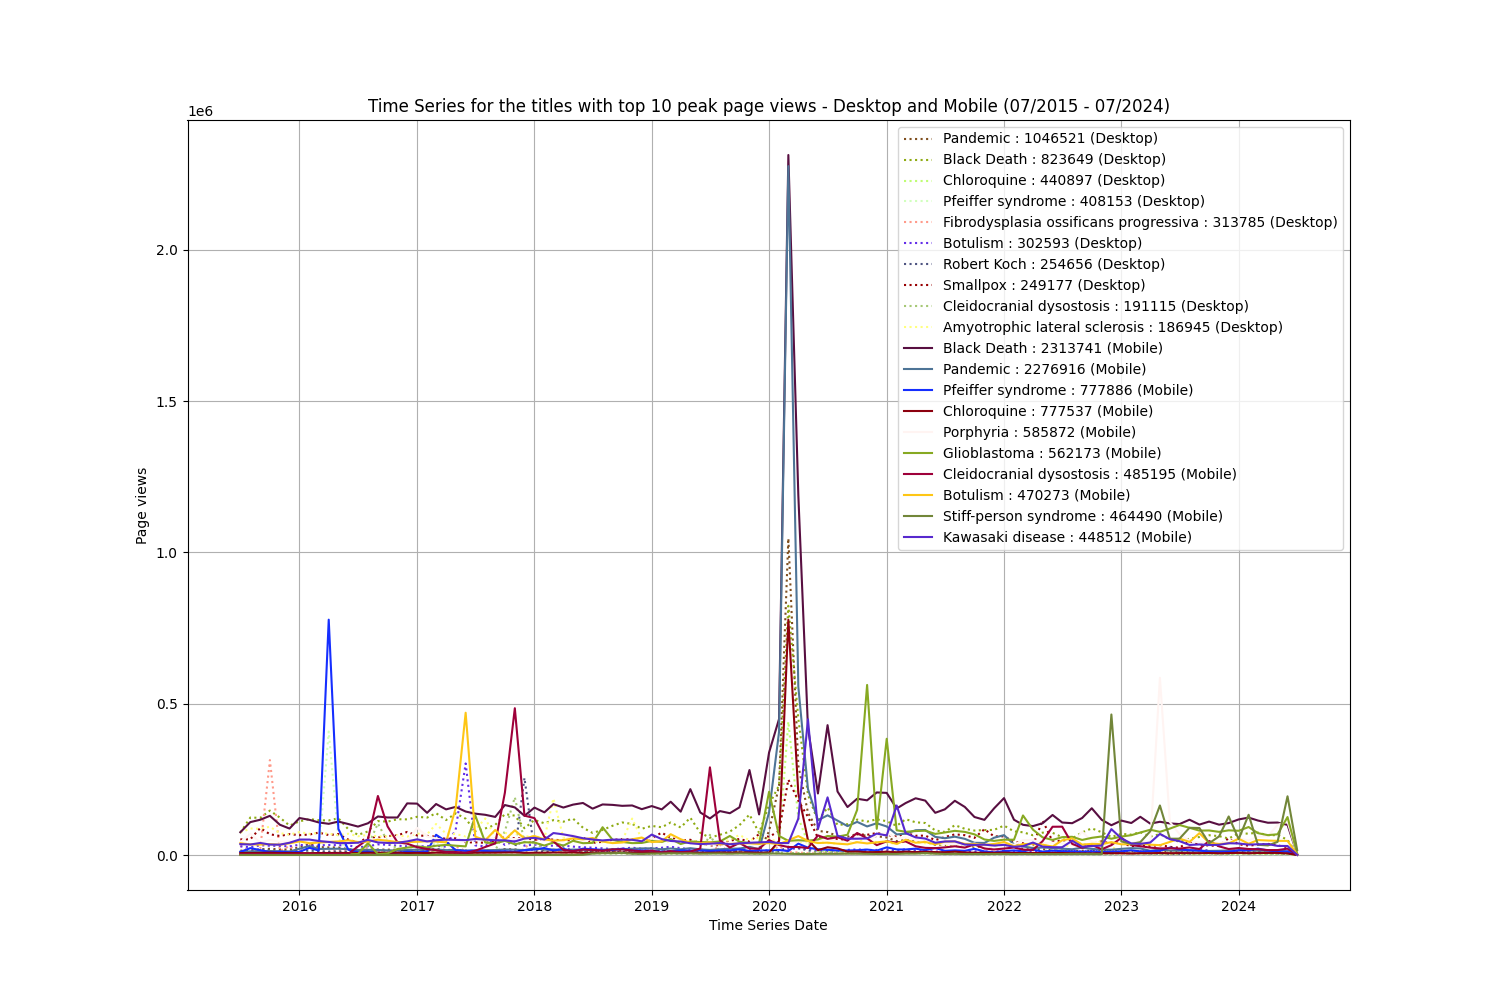 Time Series for the titles with top 10 peak page views - Desktop and Mobile (07/2015 - 07/2024)
1e6
Pandemic : 1046521 (Desktop)
Black Death : 823649 (Desktop)
Chloroquine : 440897 (Desktop)
Pfeiffer syndrome : 408153 (Desktop)
Fibrodysplasia ossificans progressiva : 313785 (Desktop)
Botulism : 302593 (Desktop)
Robert Koch : 254656 (Desktop)
Smallpox : 249177 (Desktop)
Cleidocranial dysostosis : 191115 (Desktop)
Amyotrophic lateral sclerosis : 186945 (Desktop)
Black Death : 2313741 (Mobile)
Pandemic : 2276916 (Mobile)
Pfeiffer syndrome : 777886 (Mobile)
Chloroquine : 777537 (Mobile)
Porphyria : 585872 (Mobile)
Glioblastoma : 562173 (Mobile)
Cleidocranial dysostosis : 485195 (Mobile)
Botulism : 470273 (Mobile)
Stiff-person syndrome : 464490 (Mobile)
Kawasaki disease : 448512 (Mobile)
2.0
1.5
1.0
0.5
0.0
Page views
2016 2017 2018 2019 2020 2021 2022 2023 2024
Time Series Date